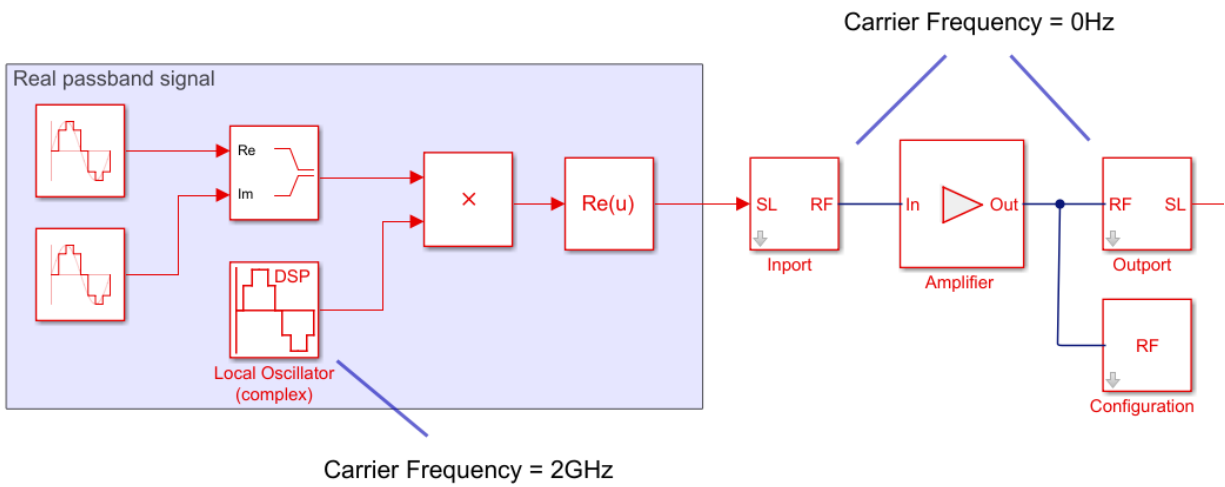 Carrier Frequency = 0Hz
Real passband signal
Re
Im
×
Re(u)
SL RF
Inport
In Out
Amplifier
RF SL
Outport
DSP
Local Oscillator
(complex)
RF
Configuration
Carrier Frequency = 2GHz